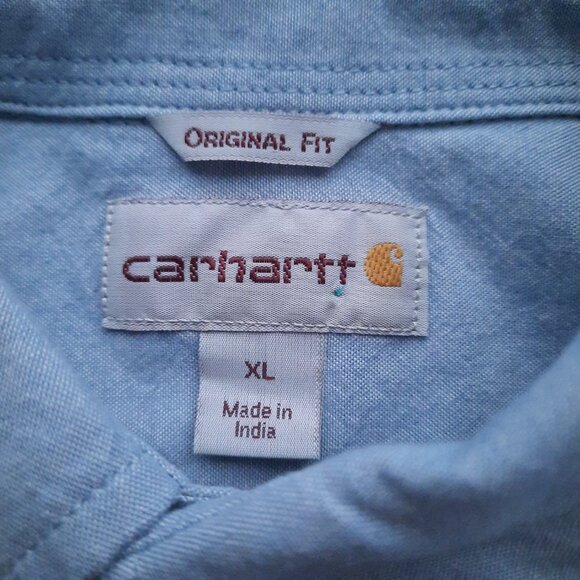 ORIGINAL FIT
carhartt
XL
Made in
India